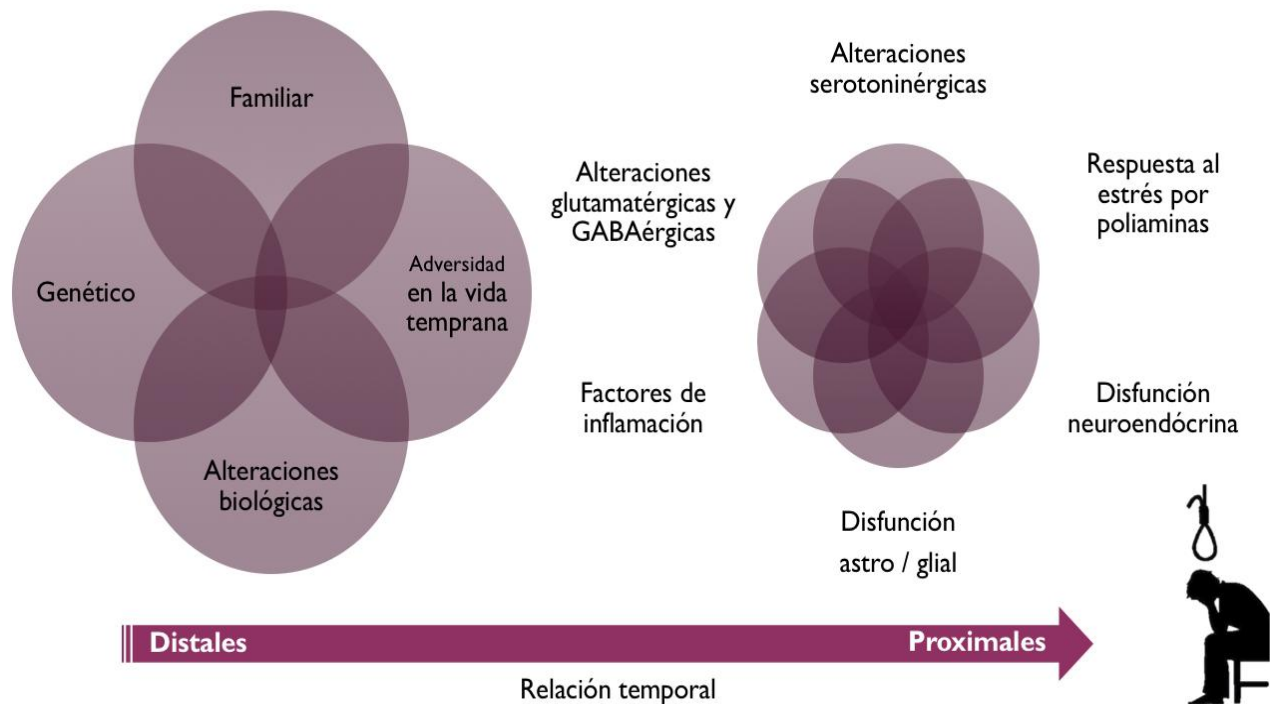 Familiar
Genético
Adversidad
en la vida
temprana
Alteraciones
biológicas
Alteraciones
serotoninérgicas
Alteraciones
glutamatérgicas y
GABAérgicas
Respuesta al
estrés por
poliaminas
Factores de
inflamación
Disfunción
neuroendócrina
Disfunción
astro / glial
Distales
Proximales
Relación temporal